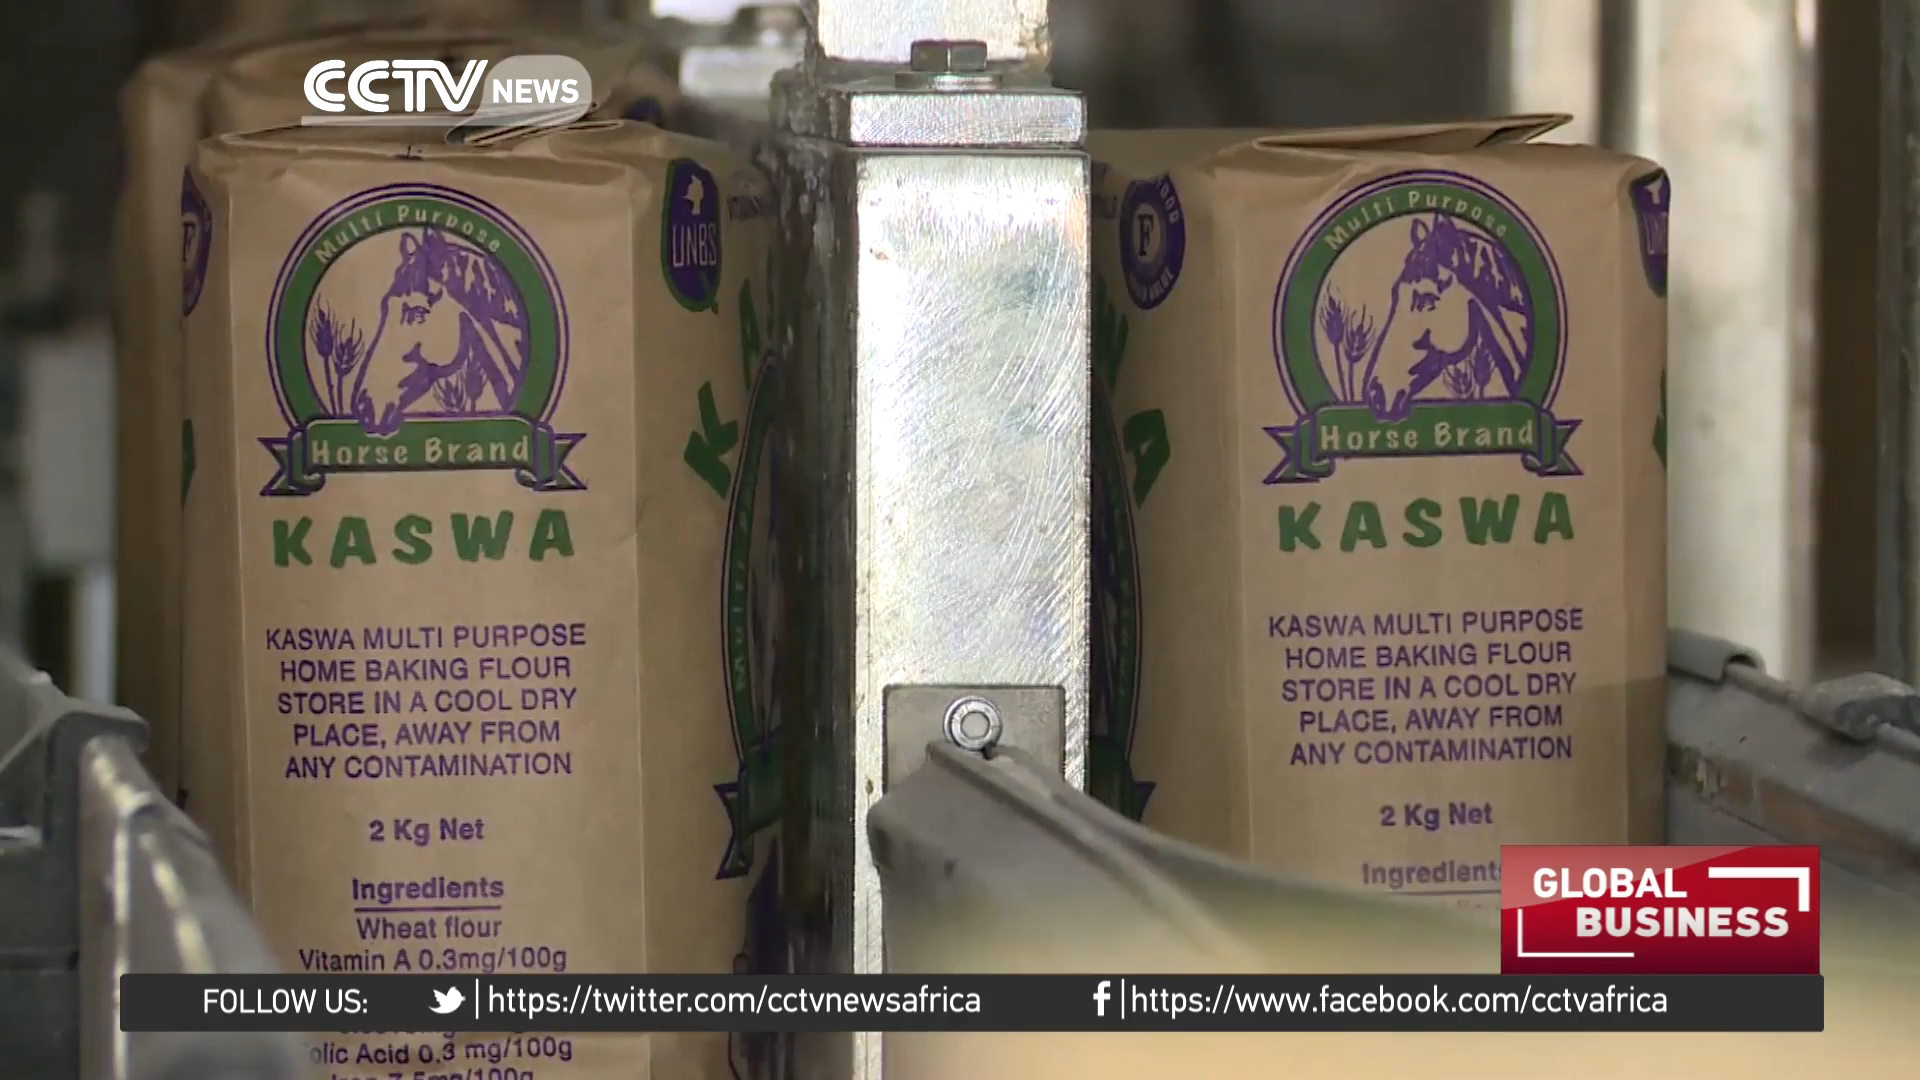 CCTV NEWS
Multi Purpose
Horse Brand
KASWA
KASWA MULTI PURPOSE
HOME BAKING FLOUR
STORE IN A COOL DRY
PLACE, AWAY FROM
ANY CONTAMINATION
2 Kg Net
Ingredients
Wheat flour
Vitamin A 0.3mg/100g
olic Acid 0.3 mg/100g
UNBS
K A
F
F
FOOD
A
Multi Purpose
Horse Brand
KASWA
KASWA MULTI PURPOSE
HOME BAKING FLOUR
STORE IN A COOL DRY
PLACE, AWAY FROM
ANY CONTAMINATION
2 Kg Net
Ingredients
GLOBAL
BUSINESS
FOLLOW US: https://twitter.com/cctvnewsafrica f https://www.facebook.com/cctvafrica